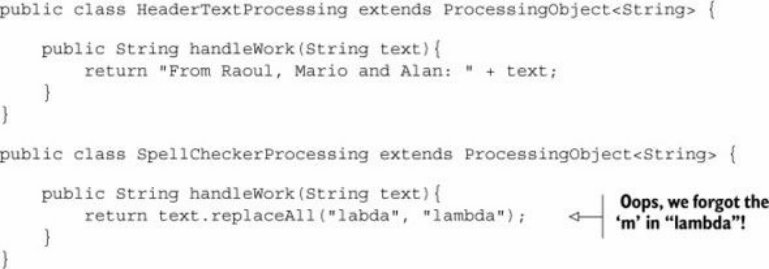 public class HeaderTextProcessing extends ProcessingObject<String> {
public String handleWork(String text){
return "From Raoul, Mario and Alan: " + text;
}
}
public class SpellCheckerProcessing extends ProcessingObject<String> {
public String handleWork(String text){
return text.replaceAll("labda", "lambda");
Oops, we forgot the
'm' in "lambda"!
}
}